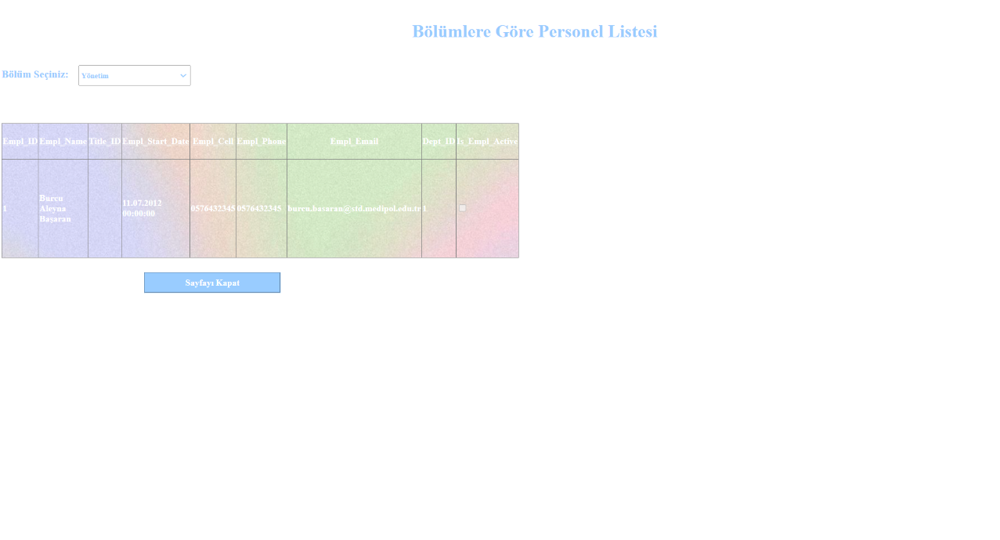 Bölümlere Göre Personel Listesi
Bölüm Seçiniz: Yönetim
Empl_ID Empl_Name Title_ID Empl_Start_Date Empl_Cell Empl_Phone Empl_Email Dept_ID Is_Empl_Active
1 Burcu Aleyna Başaran 11.07.2012 00:00:00 0576432345 0576432345 burcu.basaran@std.medipol.edu.tr 1
Sayfayı Kapat